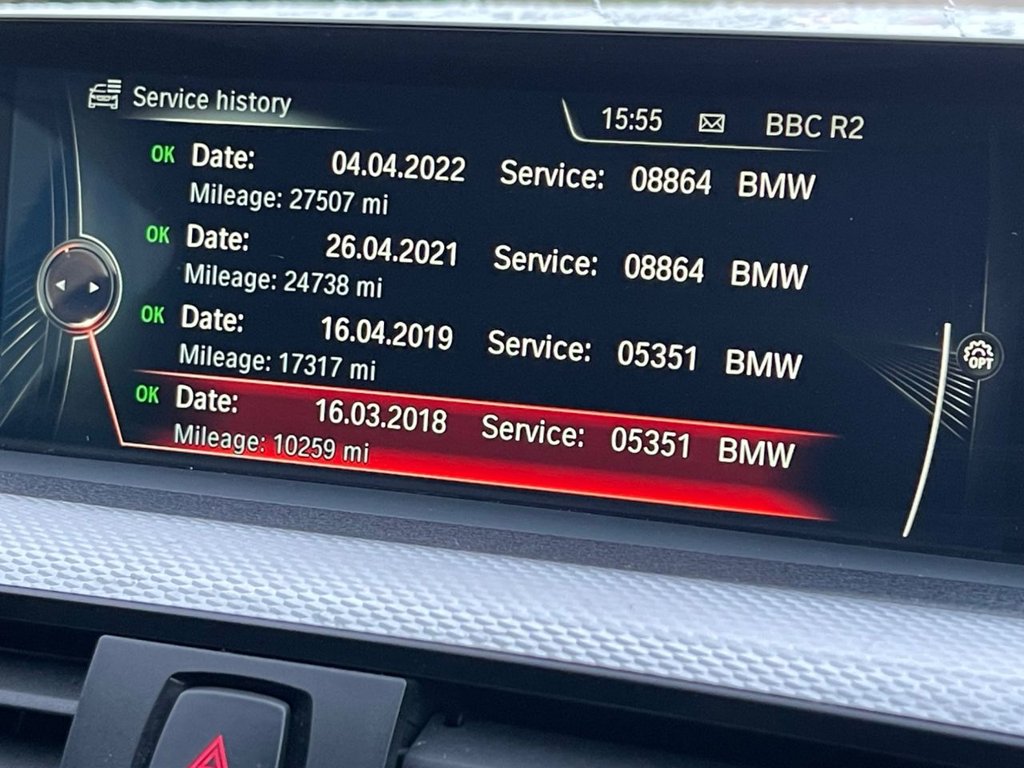 Service history
15:55 BBC R2
OK Date: 04.04.2022 Service: 08864 BMW
Mileage: 27507 mi
OK Date: 26.04.2021 Service: 08864 BMW
Mileage: 24738 mi
OK Date: 16.04.2019 Service: 05351 BMW
Mileage: 17317 mi
OK Date: 16.03.2018 Service: 05351 BMW
Mileage: 10259 mi
OPT